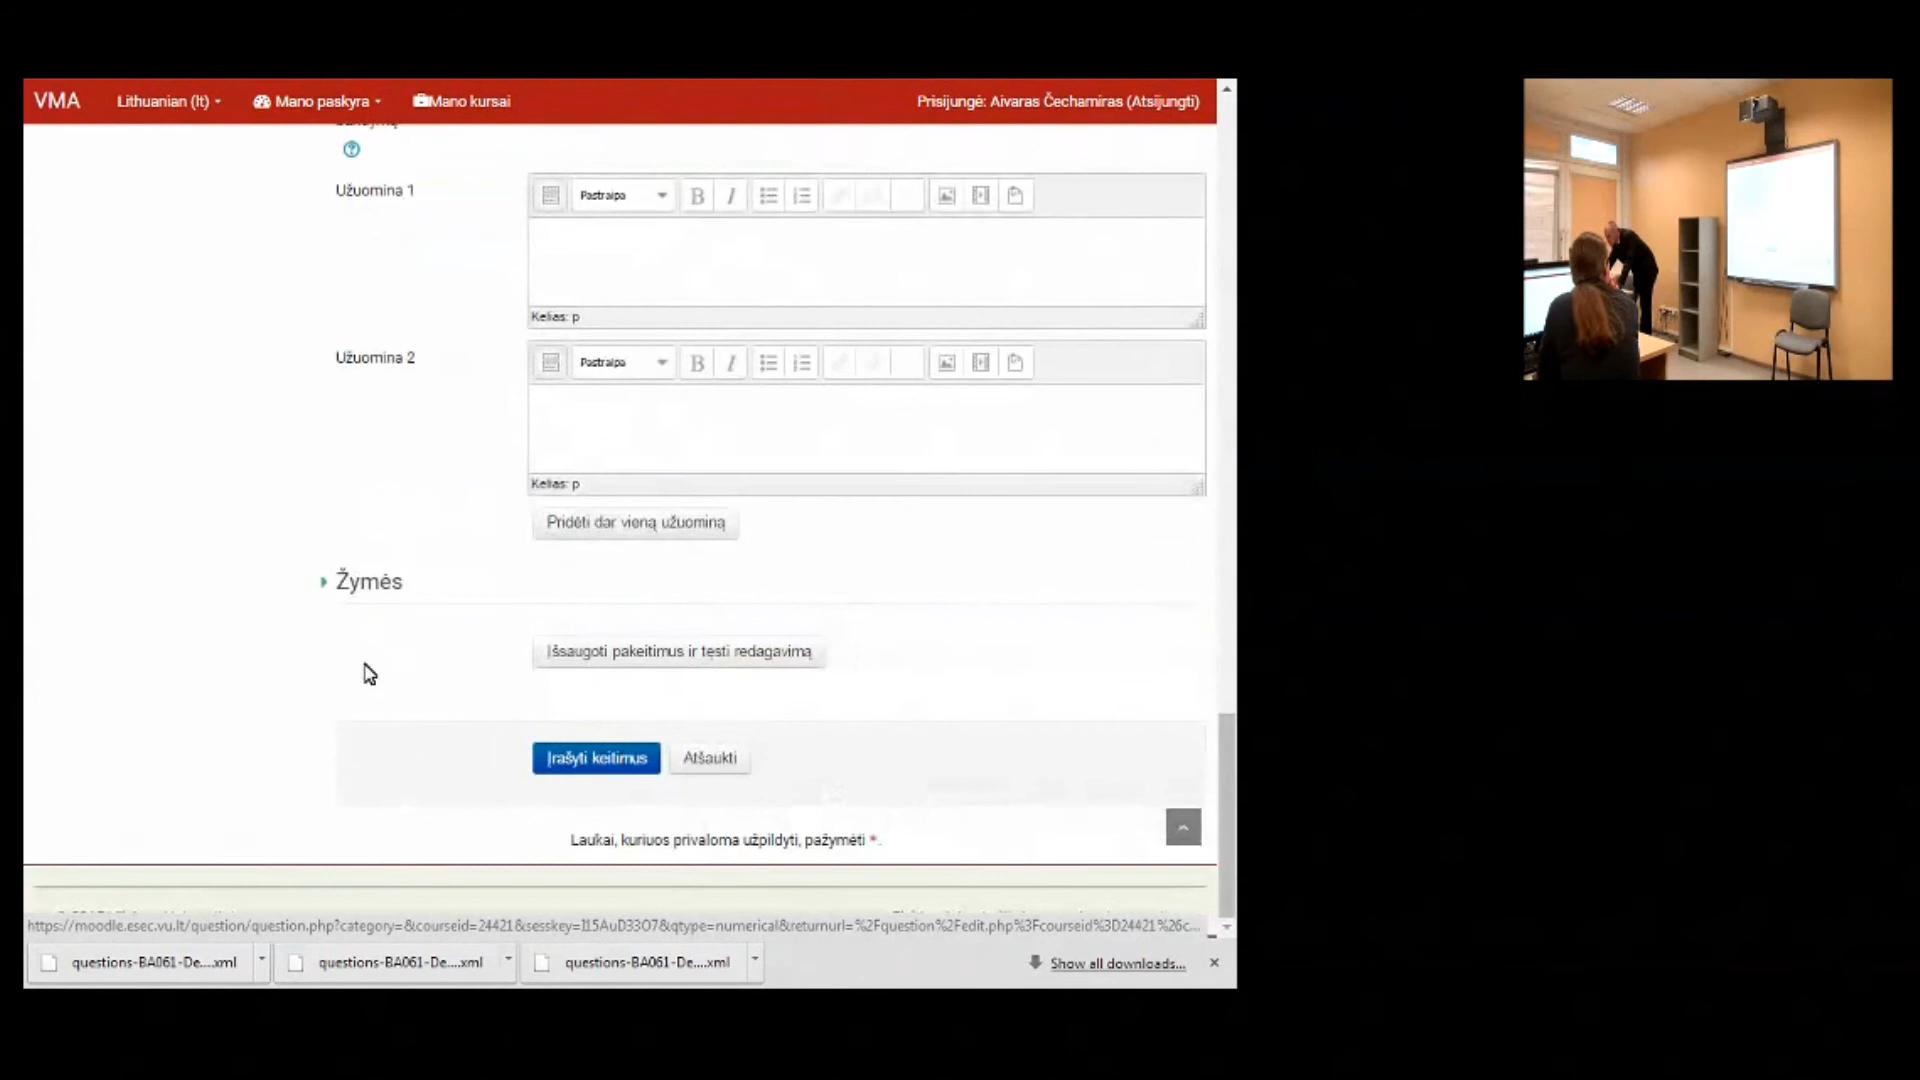 VMA Lithuanian (lt) Mano paskyra Mano kursai Prisijungė: Aivaras Čechamiras (Atsijungti)
Užuomina 1
Pastraipa B I
Kelias: p
Užuomina 2
Pastraipa B I
Kelias: p
Pridėti dar vieną užuominą
Žymės
Išsaugoti pakeitimus ir tęsti redagavimą
Įrašyti keitimus Atšaukti
Laukai, kuriuos privaloma užpildyti, pažymėti *.
https://moodle.esec.vu.lt/question/question.php?category=&courseid=24421&sesskey=I15AuD33O7&qtype=numerical&returnurl=%2Fquestion%2Fedit.php%3Fcourseid%3D24421%26c...
questions-BA061-De....xml questions-BA061-De....xml questions-BA061-De....xml Show all downloads...